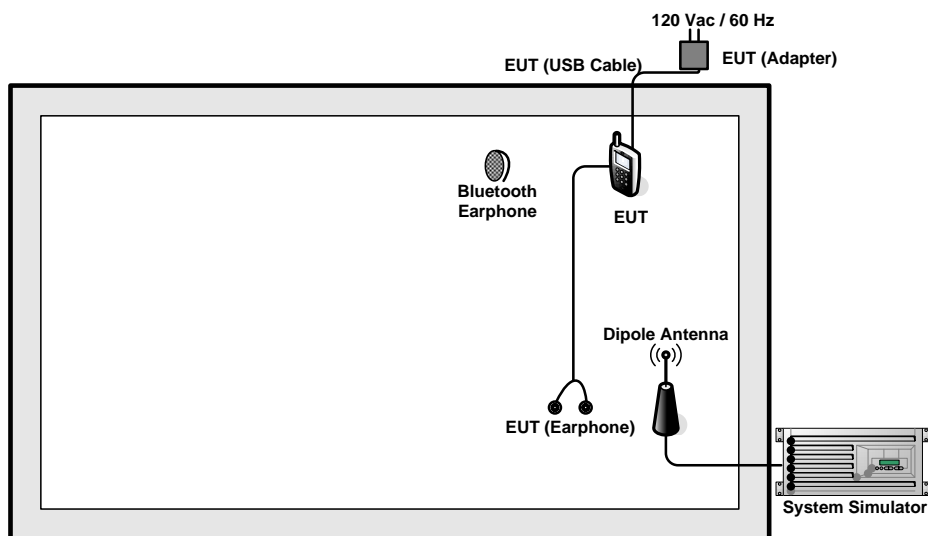 120 Vac / 60 Hz
EUT (USB Cable)
EUT (Adapter)
Bluetooth
Earphone
EUT
Dipole Antenna
EUT (Earphone)
System Simulator